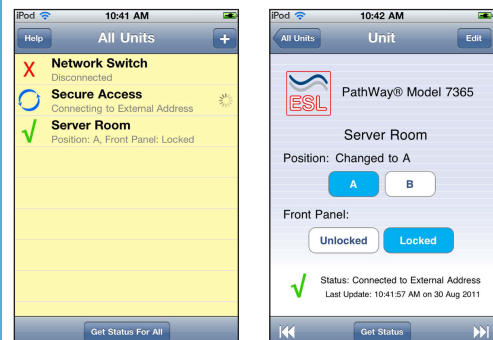 iPod 10:41 AM
Help All Units +
Network Switch
Disconnected
Secure Access
Connecting to External Address
Server Room
Position: A, Front Panel: Locked
Get Status For All
iPod 10:42 AM
All Units Unit Edit
ESL PathWay® Model 7365
Server Room
Position: Changed to A
A B
Front Panel:
Unlocked Locked
Status: Connected to External Address
Last Update: 10:41:57 AM on 30 Aug 2011
Get Status